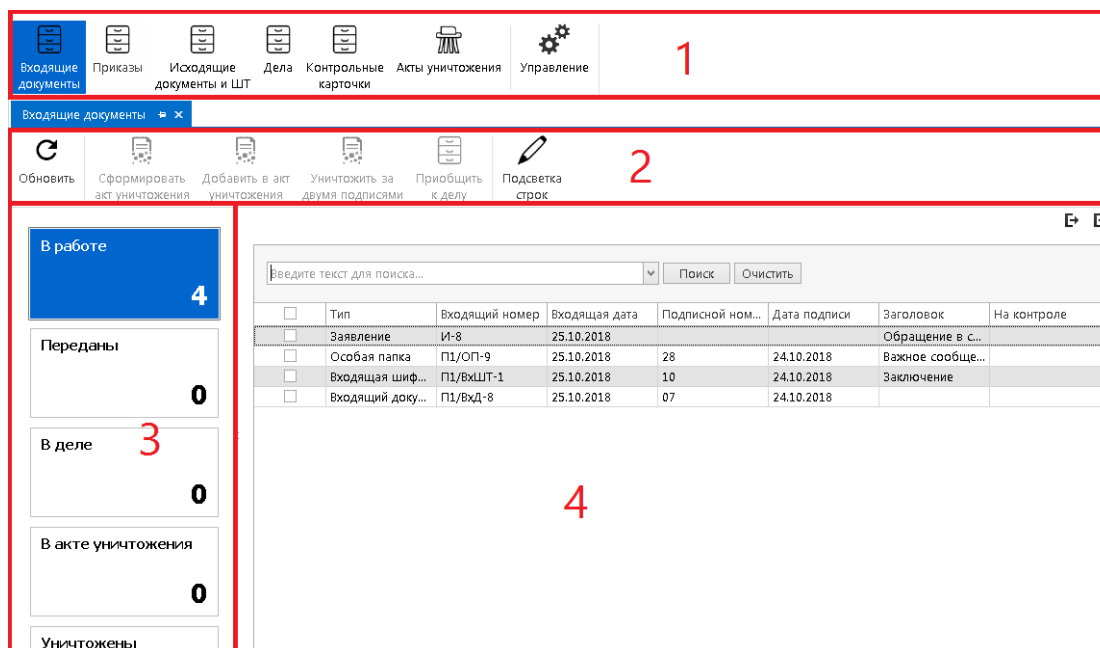 Входящие документы
Приказы
Исходящие документы и ШТ
Дела
Контрольные карточки
Акты уничтожения
Управление
1
Входящие документы
Обновить
Сформировать акт уничтожения
Добавить в акт уничтожения
Уничтожить за двумя подписями
Приобщить к делу
Подсветка строк
2
В работе
4
Переданы
0
В деле
3
0
В акте уничтожения
0
Уничтожены
Введите текст для поиска...
Поиск
Очистить
Тип Входящий номер Входящая дата Подписной ном... Дата подписи Заголовок На контроле
Заявление И-8 25.10.2018 Обращение в с...
Особая папка П1/ОП-9 25.10.2018 28 24.10.2018 Важное сообще...
Входящая шиф... П1/ВхШТ-1 25.10.2018 10 24.10.2018 Заключение
Входящий доку... П1/ВхД-8 25.10.2018 07 24.10.2018
4